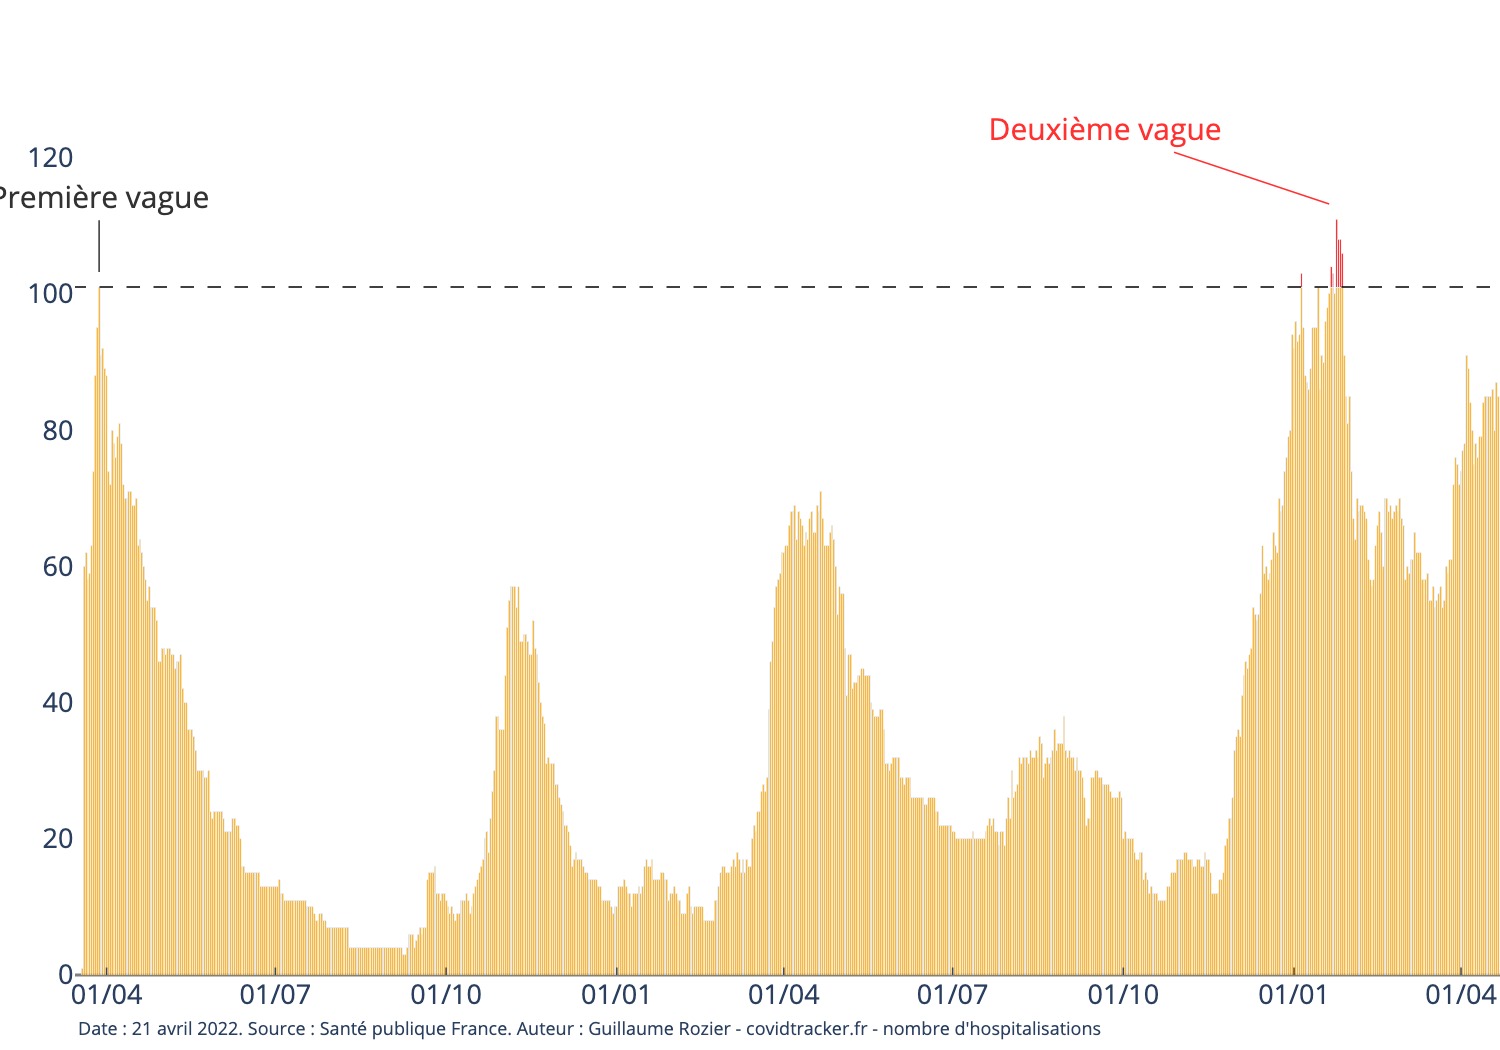 Deuxième vague
120
Première vague
100
80
60
40
20
0
01/04 01/07 01/10 01/01 01/04 01/07 01/10 01/01 01/04
Date : 21 avril 2022. Source : Santé publique France. Auteur : Guillaume Rozier - covidtracker.fr - nombre d'hospitalisations